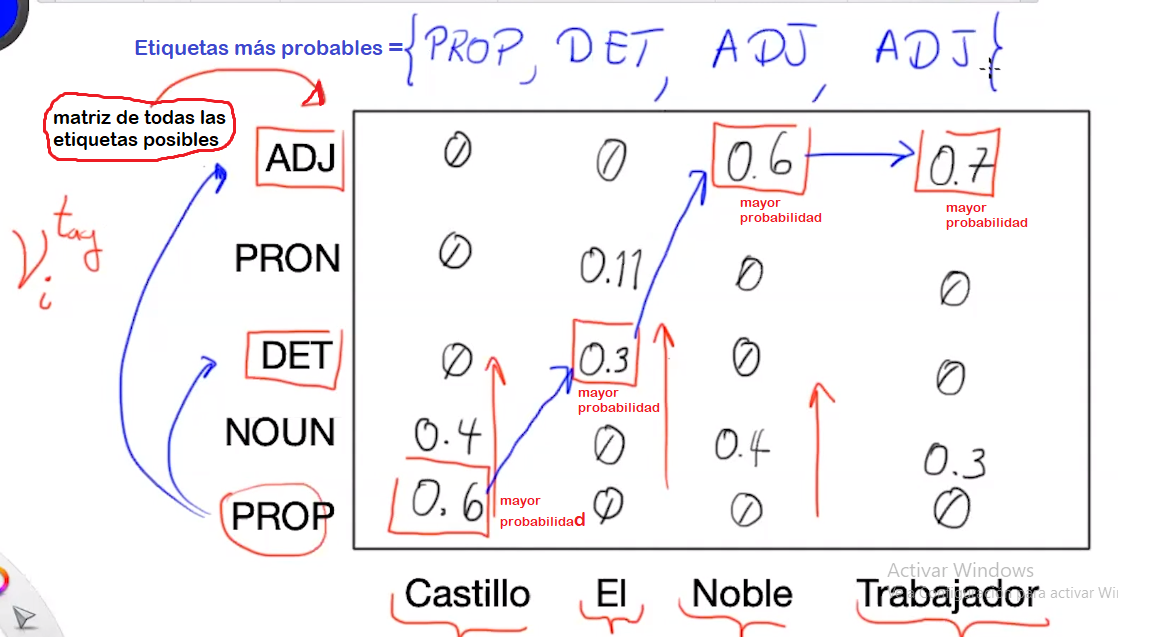 Etiquetas más probables ={PROP, DET, ADJ, ADJ}
matriz de todas las
etiquetas posibles
ADJ 0 0 0.6 0.7
mayor
probabilidad
mayor
probabilidad
V i tag
PRON 0 0.11 0 0
DET 0 0.3 0 0
mayor
probabilidad
NOUN 0.4 0 0.4 0.3
PROP 0.6 0 0 0
mayor
probabilidad
Activar Windows
Castillo El Noble Trabajador
para activar Wi